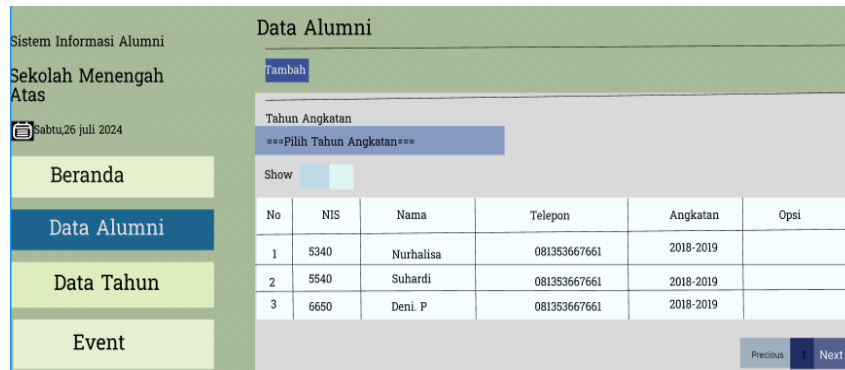 Sistem Informasi Alumni
Sekolah Menengah
Atas
Sabtu,26 juli 2024
Beranda
Data Alumni
Data Tahun
Event
Data Alumni
Tambah
Tahun Angkatan
===Pilih Tahun Angkatan===
Show
No NIS Nama Telepon Angkatan Opsi
1 5340 Nurhalisa 081353667661 2018-2019
2 5540 Suhardi 081353667661 2018-2019
3 6650 Deni. P 081353667661 2018-2019
Precious 1 Next